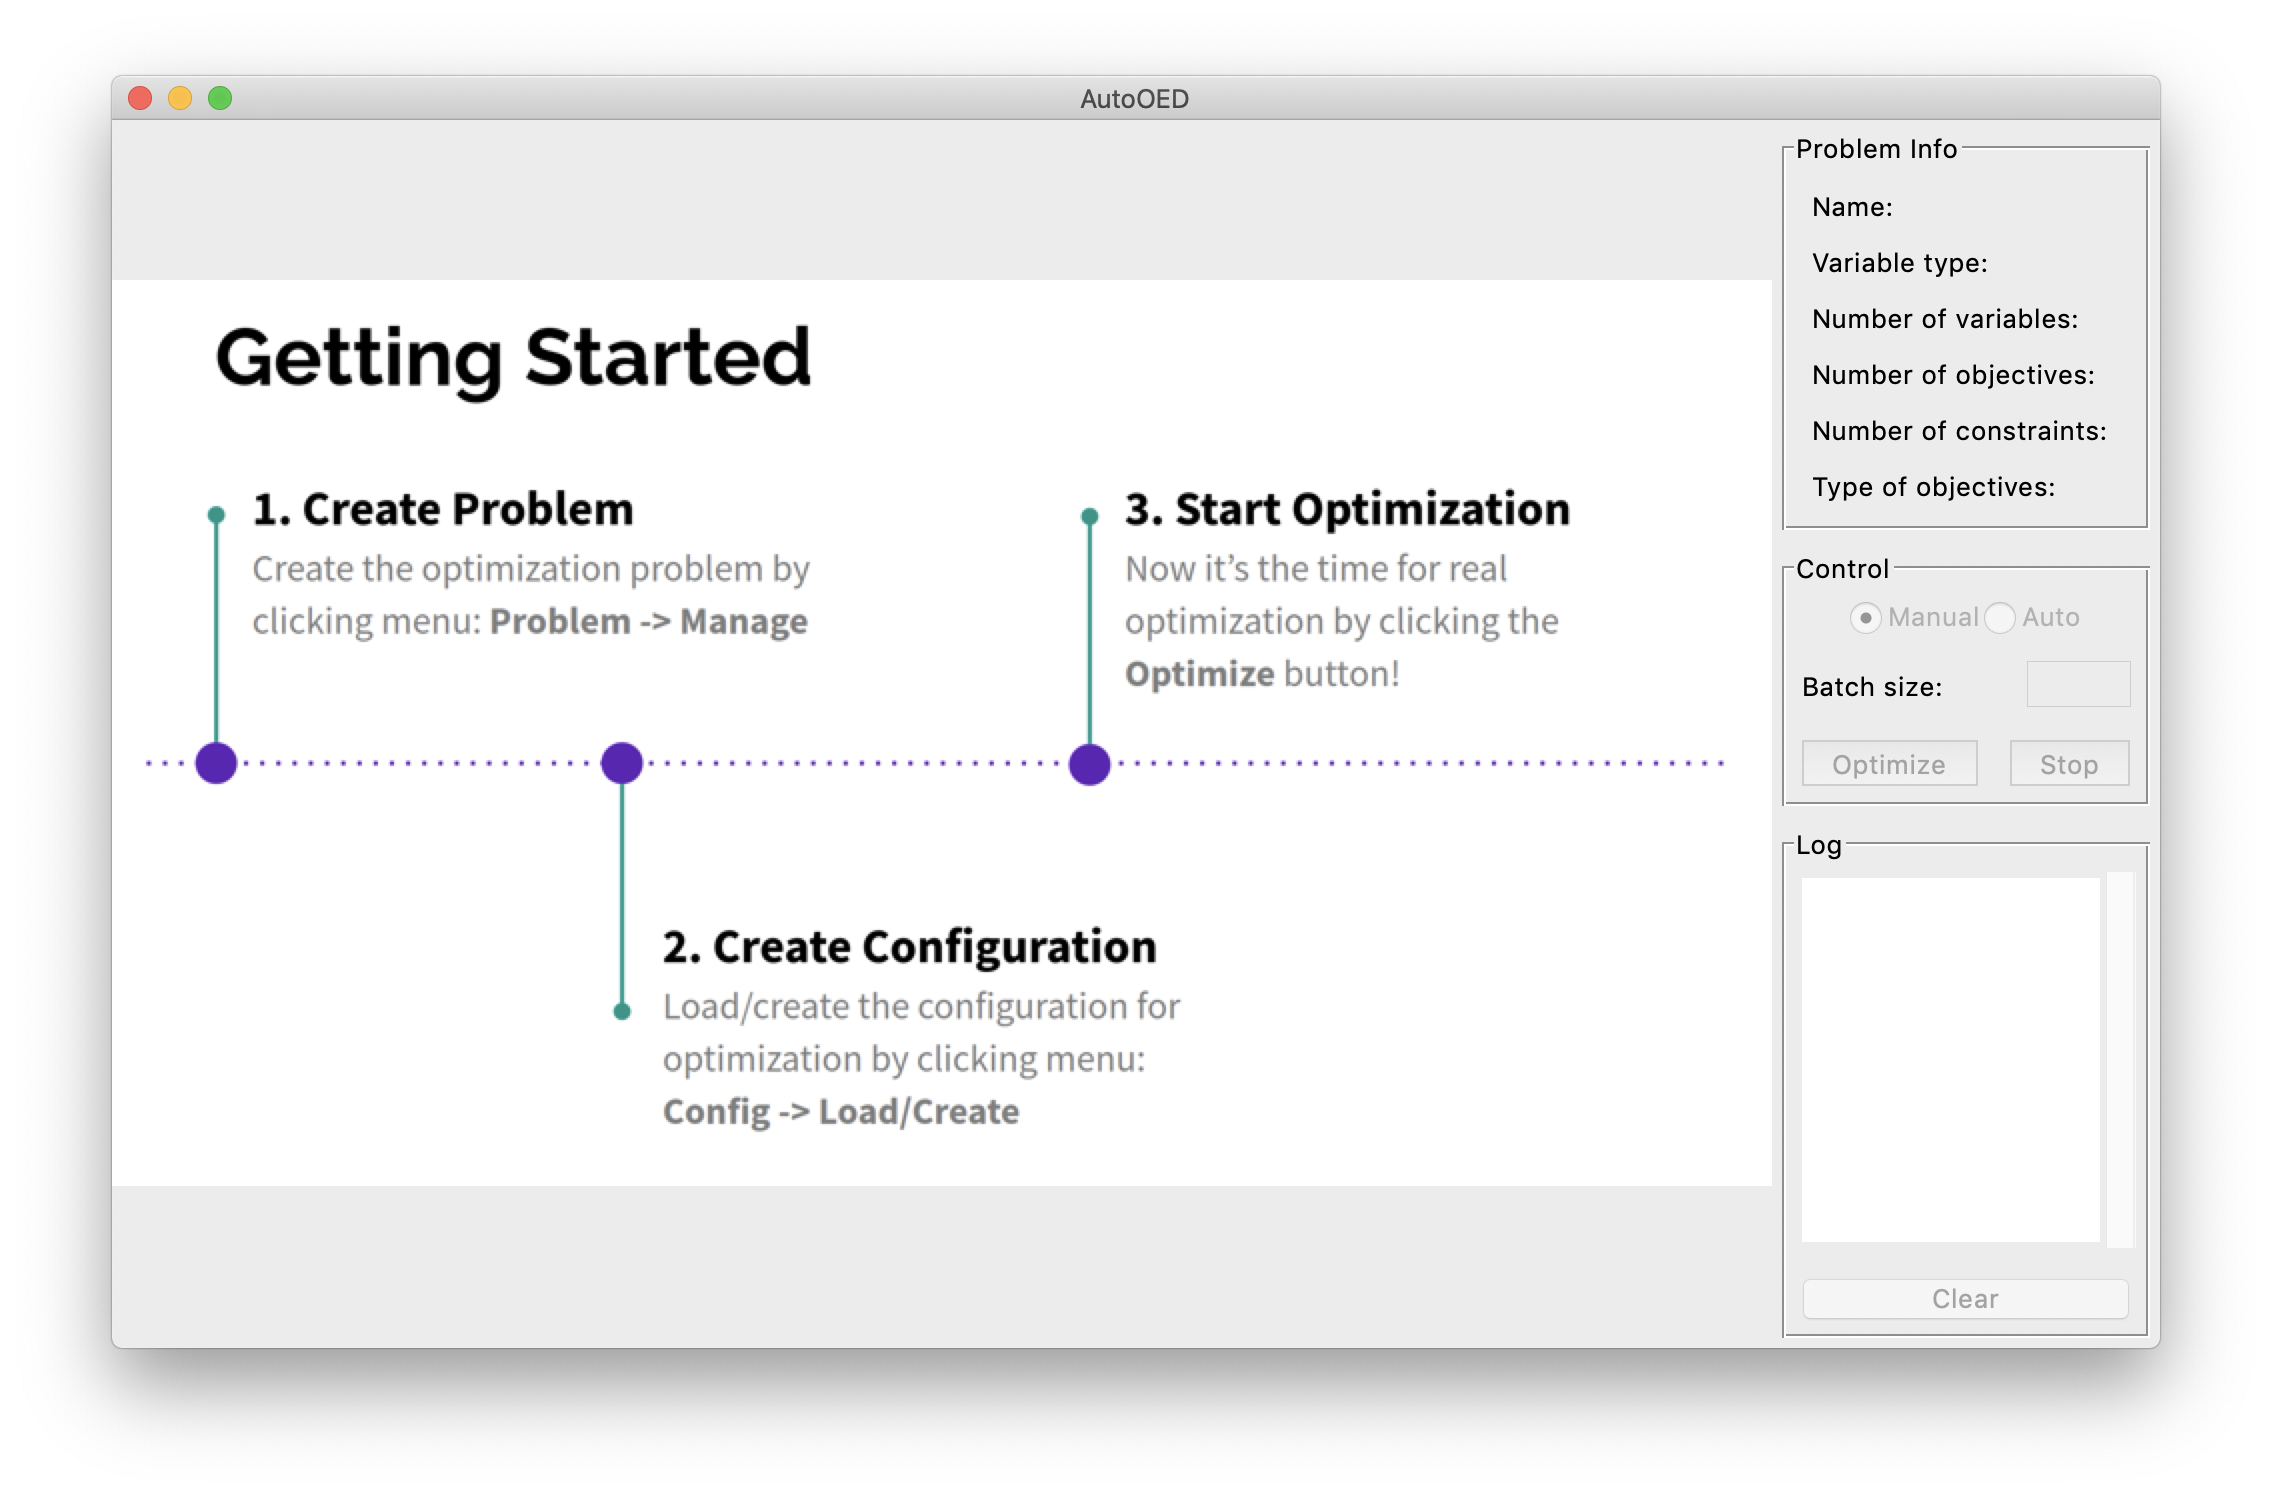 AutoOED
Getting Started
1. Create Problem
Create the optimization problem by
clicking menu: Problem -> Manage
3. Start Optimization
Now it’s the time for real
optimization by clicking the
Optimize button!
2. Create Configuration
Load/create the configuration for
optimization by clicking menu:
Config -> Load/Create
Problem Info
Name:
Variable type:
Number of variables:
Number of objectives:
Number of constraints:
Type of objectives:
Control
Manual Auto
Batch size:
Optimize Stop
Log
Clear